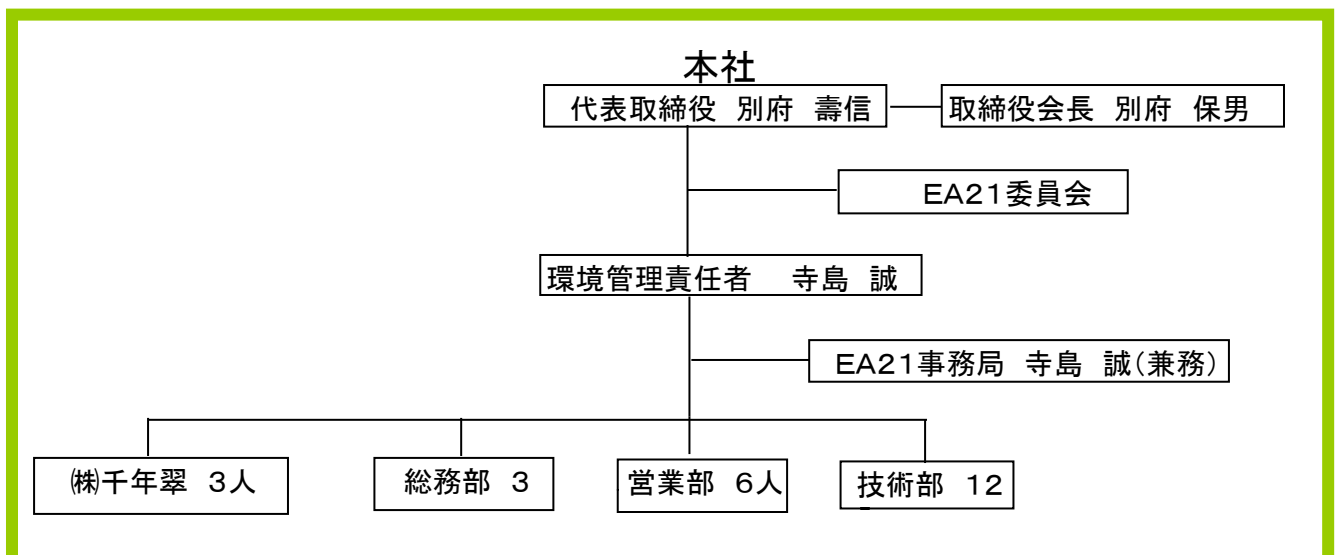 本社
代表取締役 別府 壽信 取締役会長 別府 保男
EA21委員会
環境管理責任者 寺島 誠
EA21事務局 寺島 誠(兼務)
㈱千年翠 3人 総務部 3 営業部 6人 技術部 12